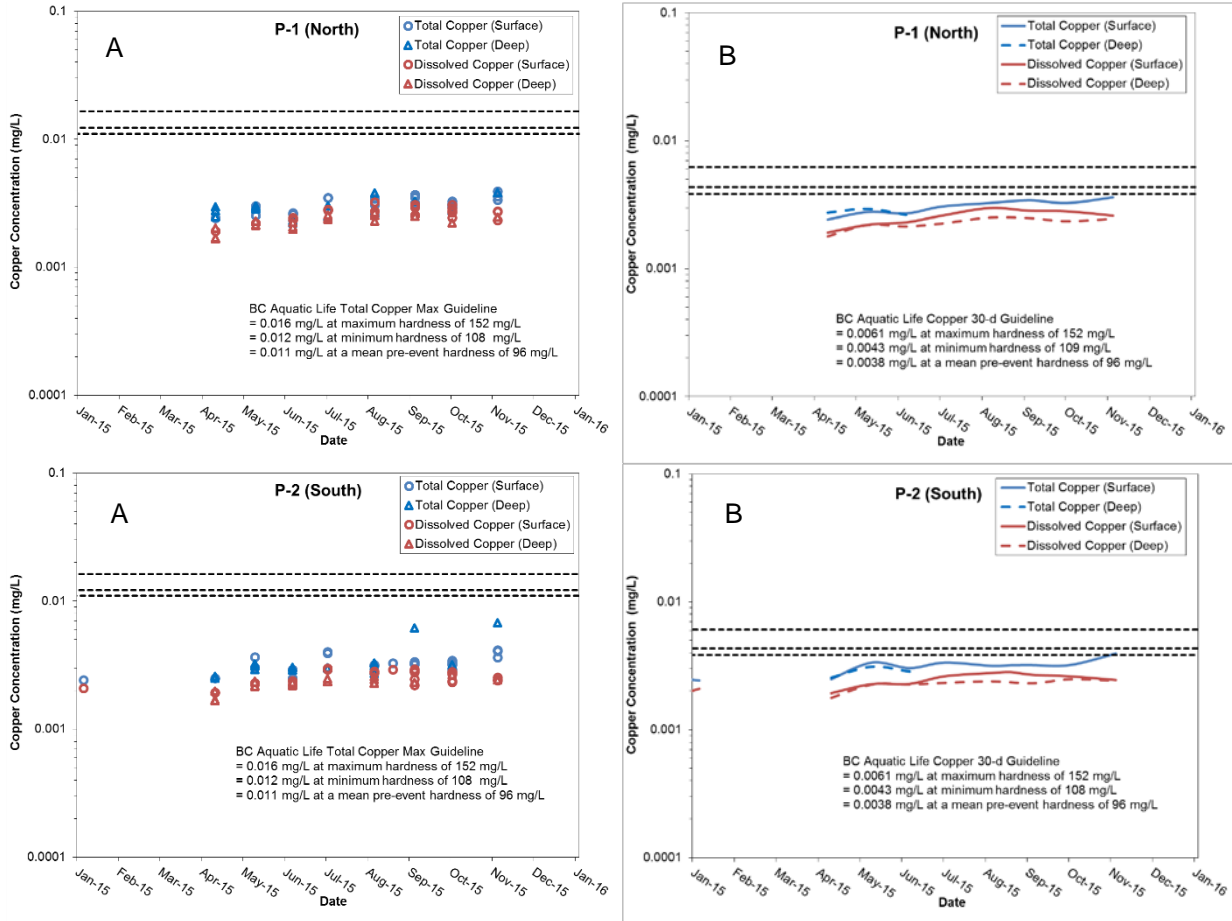 A
P-1 (North)
Total Copper (Surface)
Total Copper (Deep)
Dissolved Copper (Surface)
Dissolved Copper (Deep)
Copper Concentration (mg/L)
0.1
0.01
0.001
0.0001
BC Aquatic Life Total Copper Max Guideline
= 0.016 mg/L at maximum hardness of 152 mg/L
= 0.012 mg/L at minimum hardness of 108 mg/L
= 0.011 mg/L at a mean pre-event hardness of 96 mg/L
Jan-15
Feb-15
Mar-15
Apr-15
May-15
Jun-15
Jul-15
Aug-15
Sep-15
Oct-15
Nov-15
Dec-15
Jan-16
Date
B
P-1 (North)
Total Copper (Surface)
Total Copper (Deep)
Dissolved Copper (Surface)
Dissolved Copper (Deep)
Copper Concentration (mg/L)
0.1
0.01
0.001
0.0001
BC Aquatic Life Copper 30-d Guideline
= 0.0061 mg/L at maximum hardness of 152 mg/L
= 0.0043 mg/L at minimum hardness of 109 mg/L
= 0.0038 mg/L at a mean pre-event hardness of 96 mg/L
Jan-15
Feb-15
Mar-15
Apr-15
May-15
Jun-15
Jul-15
Aug-15
Sep-15
Oct-15
Nov-15
Dec-15
Jan-16
Date
A
P-2 (South)
Total Copper (Surface)
Total Copper (Deep)
Dissolved Copper (Surface)
Dissolved Copper (Deep)
Copper Concentration (mg/L)
0.1
0.01
0.001
0.0001
BC Aquatic Life Total Copper Max Guideline
= 0.016 mg/L at maximum hardness of 152 mg/L
= 0.012 mg/L at minimum hardness of 108 mg/L
= 0.011 mg/L at a mean pre-event hardness of 96 mg/L
Jan-15
Feb-15
Mar-15
Apr-15
May-15
Jun-15
Jul-15
Aug-15
Sep-15
Oct-15
Nov-15
Dec-15
Jan-16
Date
B
P-2 (South)
Total Copper (Surface)
Total Copper (Deep)
Dissolved Copper (Surface)
Dissolved Copper (Deep)
Copper Concentration (mg/L)
0.1
0.01
0.001
0.0001
BC Aquatic Life Copper 30-d Guideline
= 0.0061 mg/L at maximum hardness of 152 mg/L
= 0.0043 mg/L at minimum hardness of 108 mg/L
= 0.0038 mg/L at a mean pre-event hardness of 96 mg/L
Jan-15
Feb-15
Mar-15
Apr-15
May-15
Jun-15
Jul-15
Aug-15
Sep-15
Oct-15
Nov-15
Dec-15
Jan-16
Date